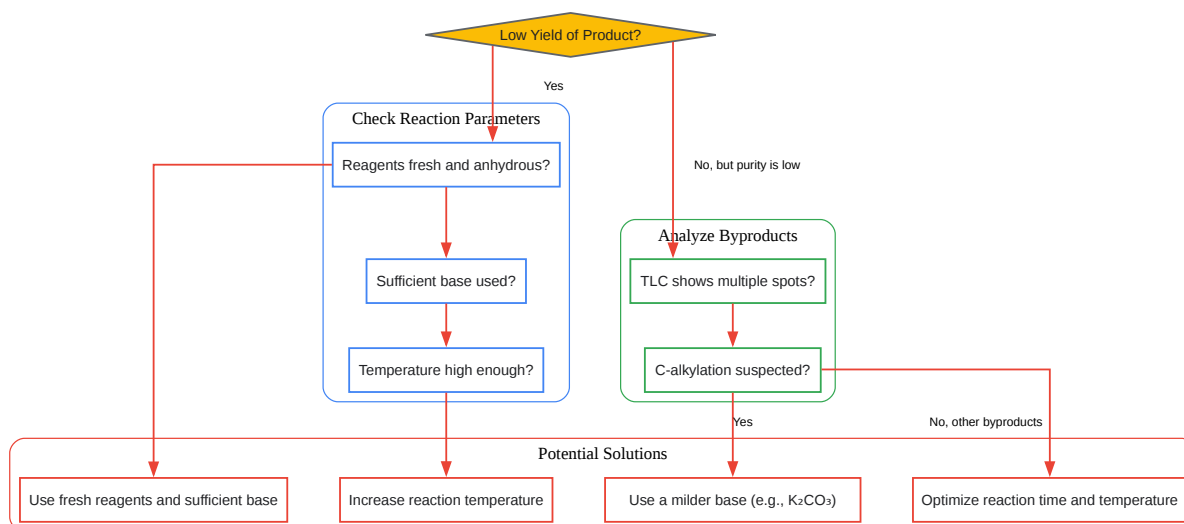 Low Yield of Product?
Yes
Check Reaction Parameters
Reagents fresh and anhydrous?
No, but purity is low
Analyze Byproducts
Sufficient base used?
TLC shows multiple spots?
Temperature high enough?
C-alkylation suspected?
Yes
No, other byproducts
Potential Solutions
Use fresh reagents and sufficient base
Increase reaction temperature
Use a milder base (e.g., K₂CO₃)
Optimize reaction time and temperature